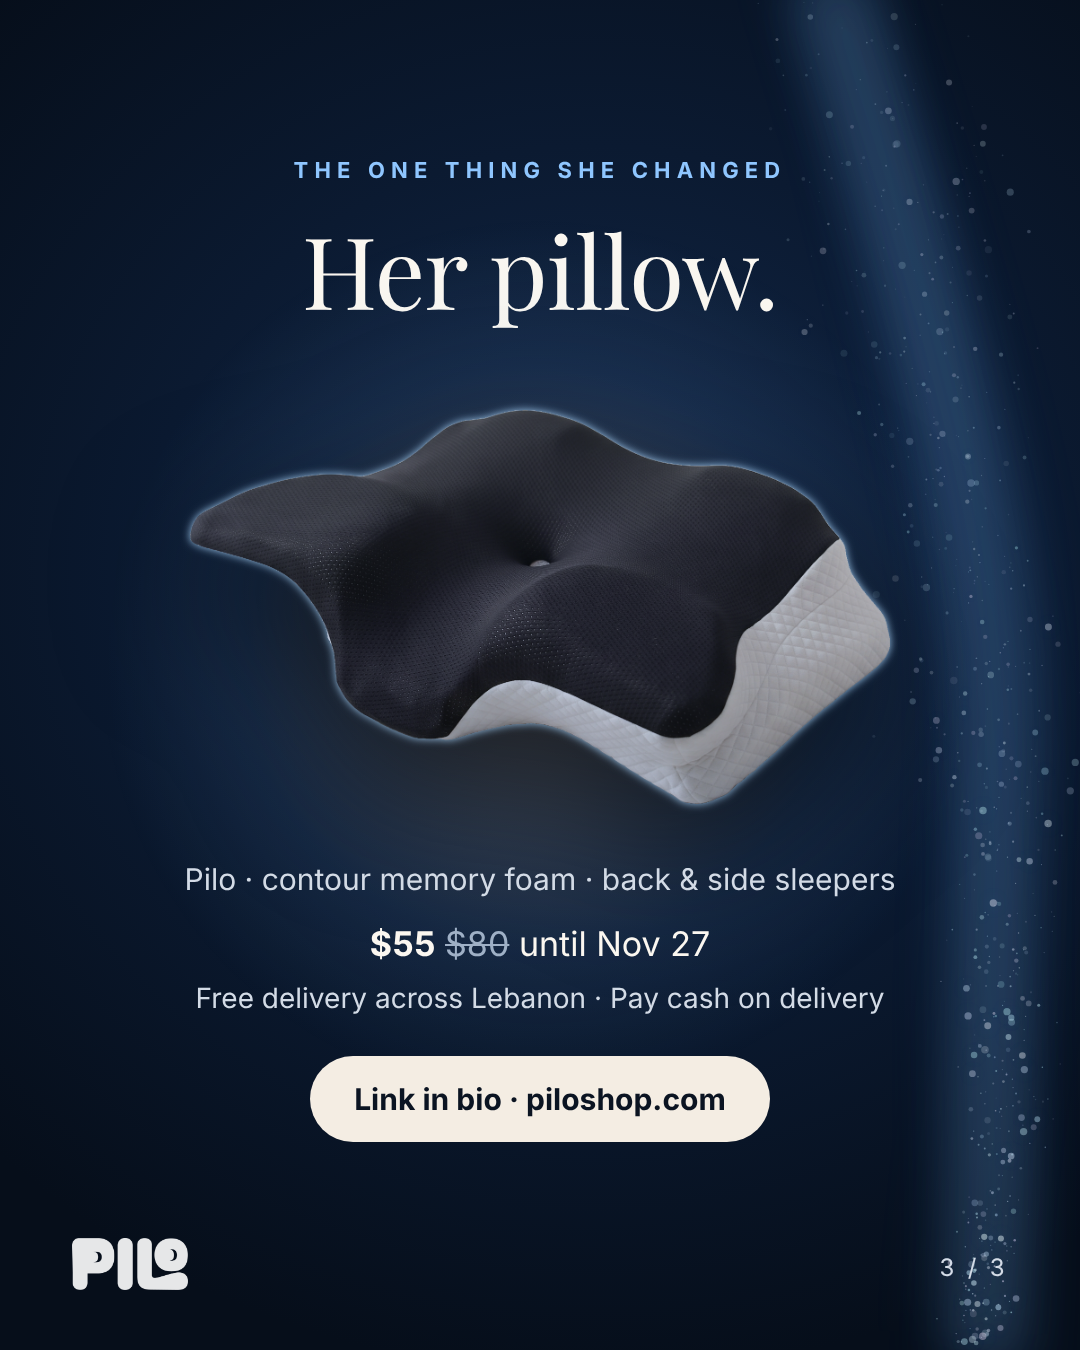 THE ONE THING SHE CHANGED
Her pillow.
Pilo · contour memory foam · back & side sleepers
$55 $80 until Nov 27
Free delivery across Lebanon · Pay cash on delivery
Link in bio · piloshop.com
PILO
3 / 3